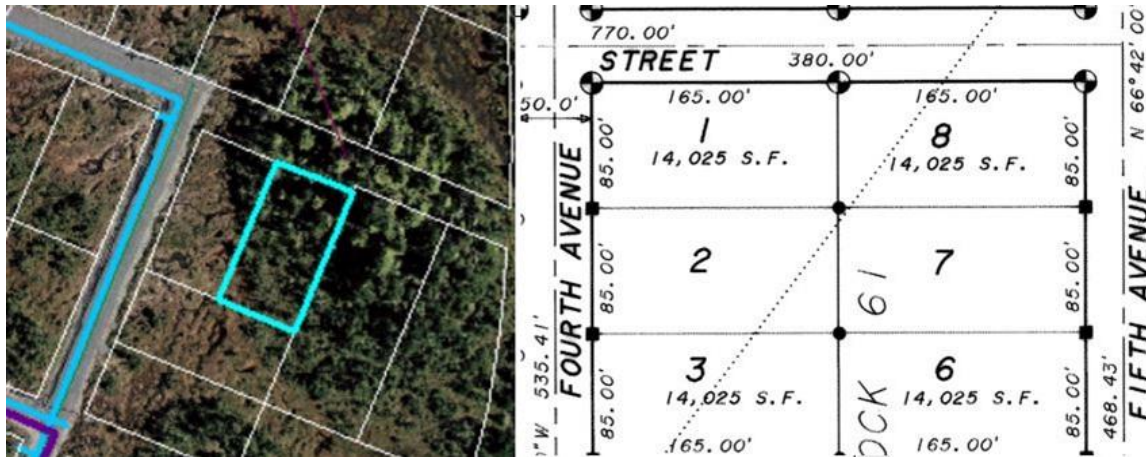 770.00'
STREET 380.00'
50.0' 165.00' 165.00'
1 8
14,025 S.F. 14,025 S.F.
85.00' 85.00'
2 7
85.00' 85.00'
3 6
14,025 S.F. 14,025 S.F.
85.00' 85.00'
165.00' 165.00'
FOURTH AVENUE
535.41'
"W
OCK 61
FIFTH AVENUE
N 66°42'00"
468.43'